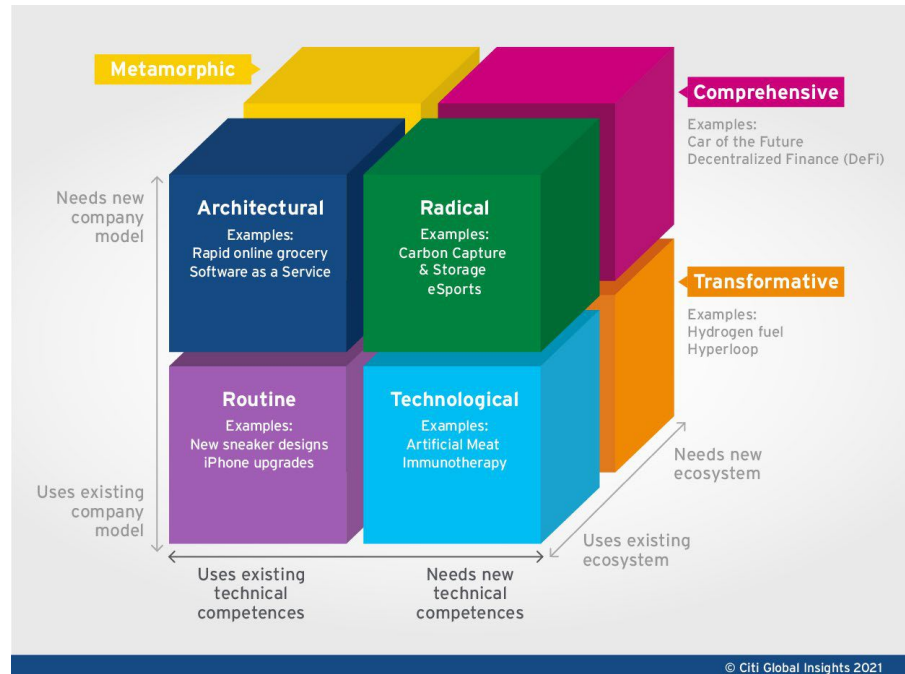 Metamorphic
Comprehensive
Examples:
Car of the Future
Decentralized Finance (DeFi)
Needs new
company
model
Architectural
Examples:
Rapid online grocery
Software as a Service
Radical
Examples:
Carbon Capture
& Storage
eSports
Transformative
Examples:
Hydrogen fuel
Hyperloop
Routine
Examples:
New sneaker designs
iPhone upgrades
Technological
Examples:
Artificial Meat
Immunotherapy
Uses existing
company
model
Needs new
ecosystem
Uses existing
ecosystem
Uses existing
technical
competences
Needs new
technical
competences
© Citi Global Insights 2021